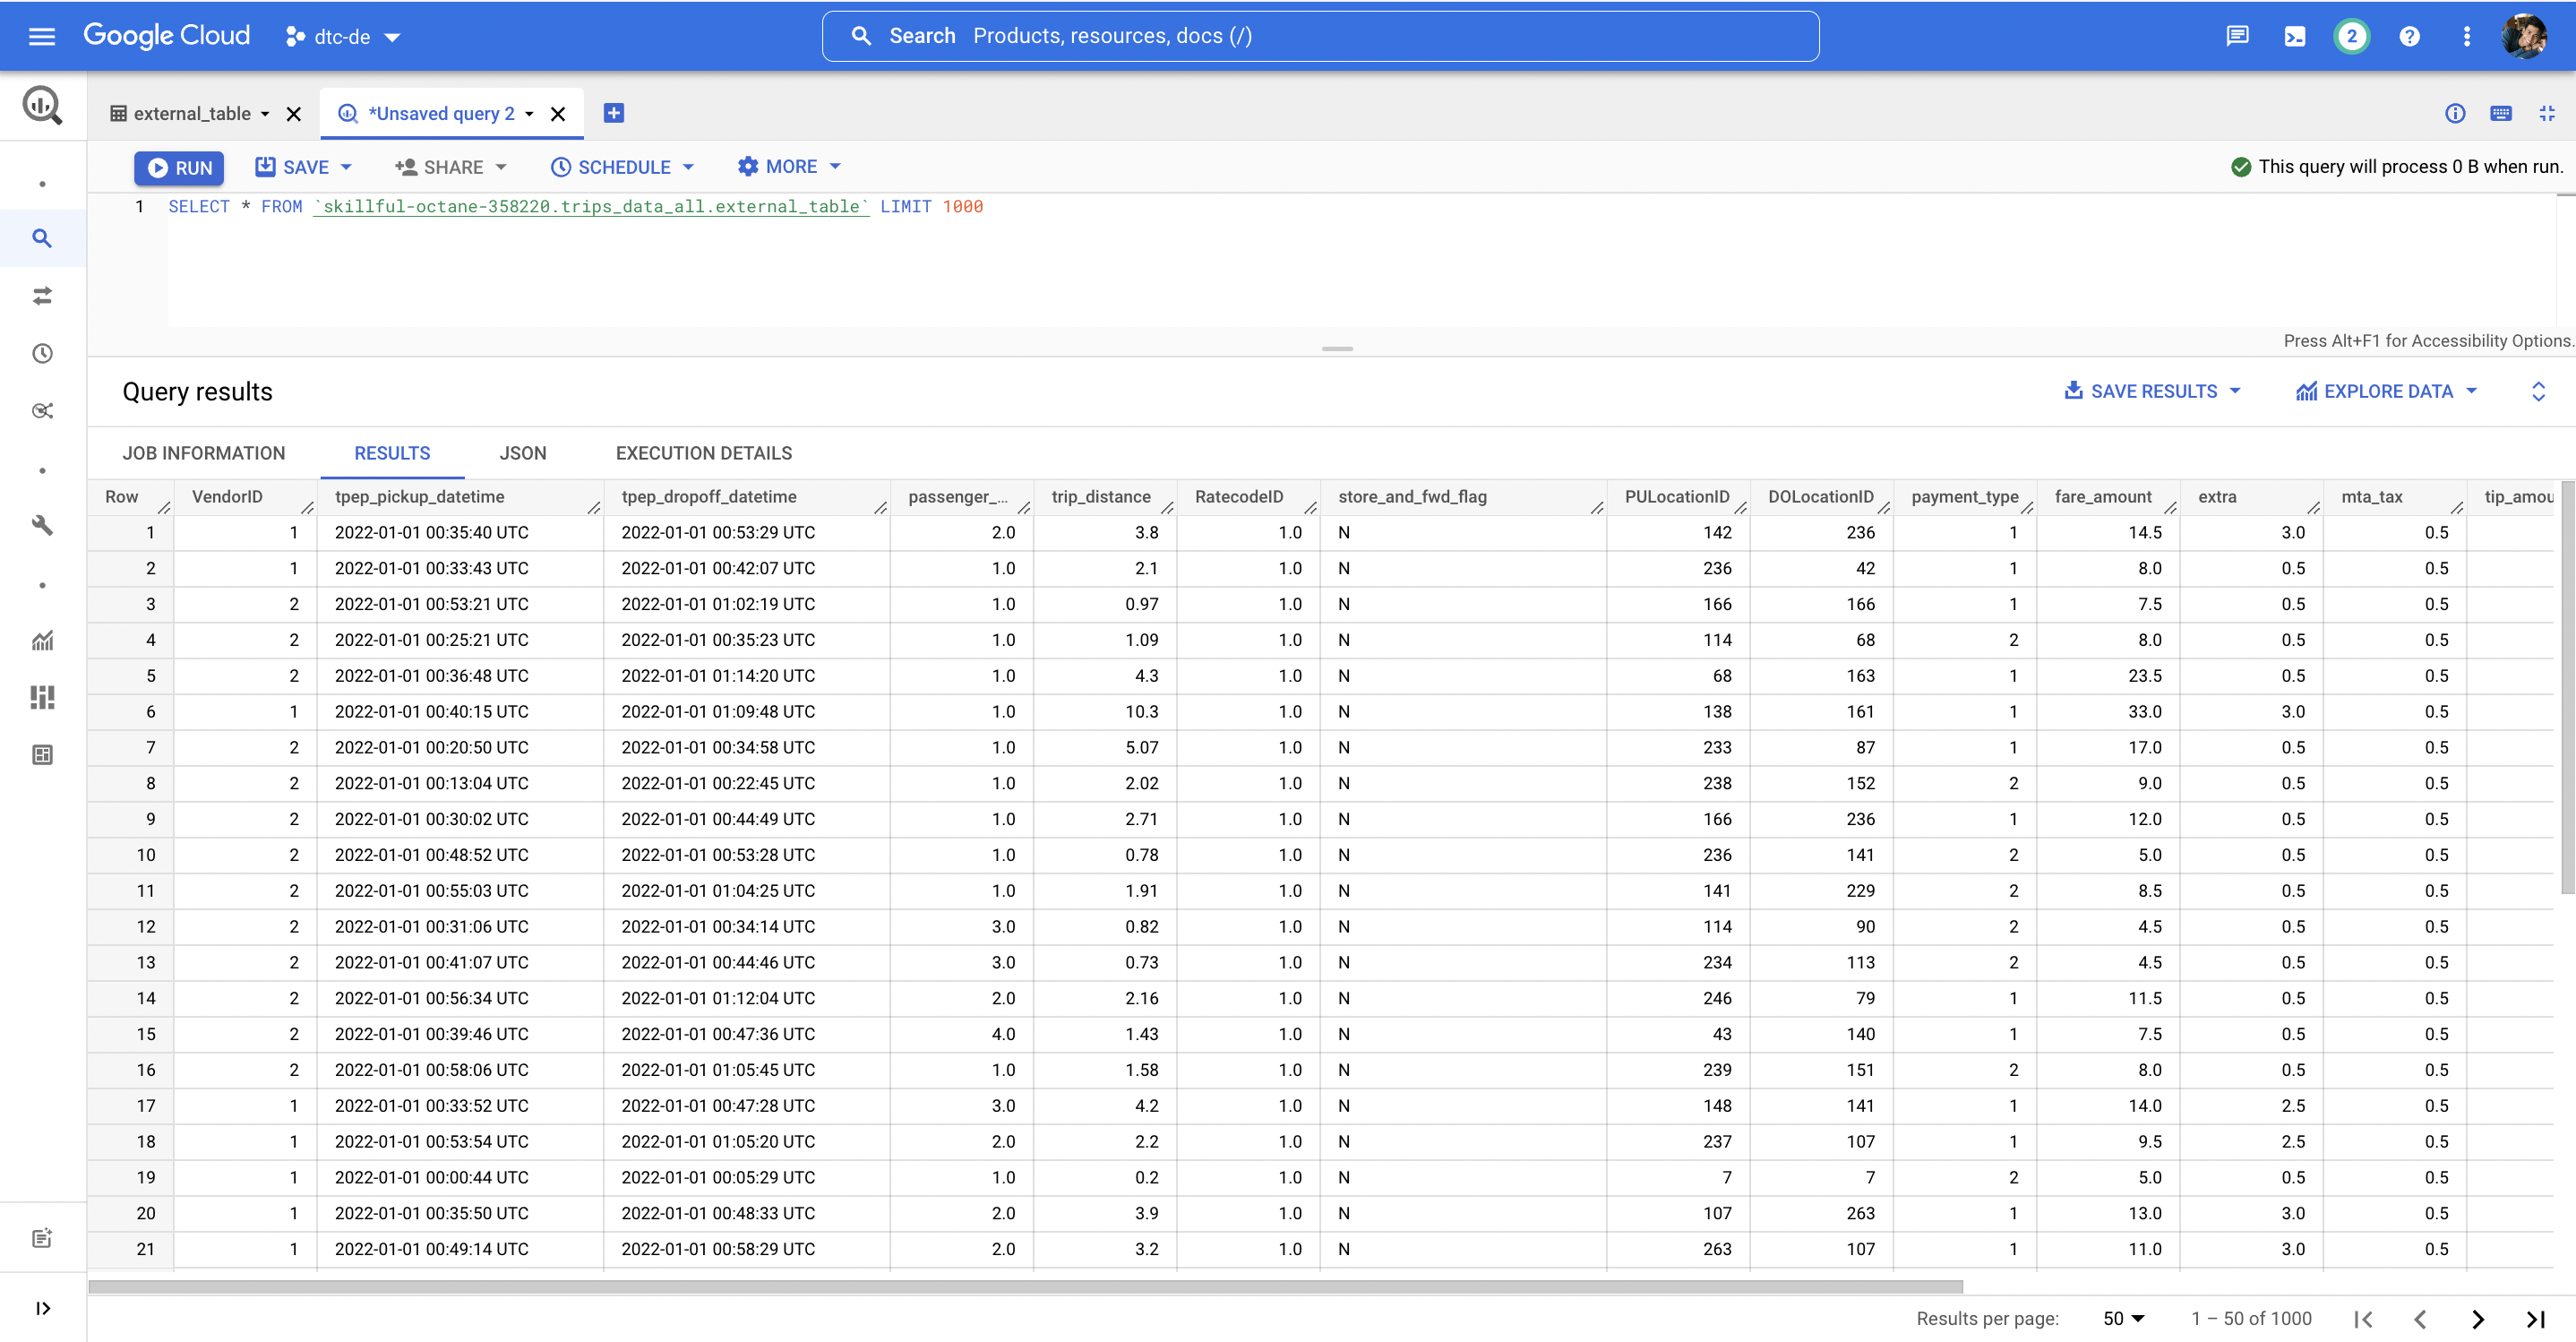 Google Cloud dtc-de Search Products, resources, docs (/) 2
external_table *Unsaved query 2
RUN SAVE SHARE SCHEDULE MORE This query will process 0 B when run.
1 SELECT * FROM `skillful-octane-358220.trips_data_all.external_table` LIMIT 1000
Press Alt+F1 for Accessibility Options.
Query results SAVE RESULTS EXPLORE DATA
JOB INFORMATION RESULTS JSON EXECUTION DETAILS
Row VendorID tpep_pickup_datetime tpep_dropoff_datetime passenger_... trip_distance RatecodeID store_and_fwd_flag PULocationID DOLocationID payment_type fare_amount extra mta_tax tip_amou
1 1 2022-01-01 00:35:40 UTC 2022-01-01 00:53:29 UTC 2.0 3.8 1.0 N 142 236 1 14.5 3.0 0.5
2 1 2022-01-01 00:33:43 UTC 2022-01-01 00:42:07 UTC 1.0 2.1 1.0 N 236 42 1 8.0 0.5 0.5
3 2 2022-01-01 00:53:21 UTC 2022-01-01 01:02:19 UTC 1.0 0.97 1.0 N 166 166 1 7.5 0.5 0.5
4 2 2022-01-01 00:25:21 UTC 2022-01-01 00:35:23 UTC 1.0 1.09 1.0 N 114 68 2 8.0 0.5 0.5
5 2 2022-01-01 00:36:48 UTC 2022-01-01 01:14:20 UTC 1.0 4.3 1.0 N 68 163 1 23.5 0.5 0.5
6 1 2022-01-01 00:40:15 UTC 2022-01-01 01:09:48 UTC 1.0 10.3 1.0 N 138 161 1 33.0 3.0 0.5
7 2 2022-01-01 00:20:50 UTC 2022-01-01 00:34:58 UTC 1.0 5.07 1.0 N 233 87 1 17.0 0.5 0.5
8 2 2022-01-01 00:13:04 UTC 2022-01-01 00:22:45 UTC 1.0 2.02 1.0 N 238 152 2 9.0 0.5 0.5
9 2 2022-01-01 00:30:02 UTC 2022-01-01 00:44:49 UTC 1.0 2.71 1.0 N 166 236 1 12.0 0.5 0.5
10 2 2022-01-01 00:48:52 UTC 2022-01-01 00:53:28 UTC 1.0 0.78 1.0 N 236 141 2 5.0 0.5 0.5
11 2 2022-01-01 00:55:03 UTC 2022-01-01 01:04:25 UTC 1.0 1.91 1.0 N 141 229 2 8.5 0.5 0.5
12 2 2022-01-01 00:31:06 UTC 2022-01-01 00:34:14 UTC 3.0 0.82 1.0 N 114 90 2 4.5 0.5 0.5
13 2 2022-01-01 00:41:07 UTC 2022-01-01 00:44:46 UTC 3.0 0.73 1.0 N 234 113 2 4.5 0.5 0.5
14 2 2022-01-01 00:56:34 UTC 2022-01-01 01:12:04 UTC 2.0 2.16 1.0 N 246 79 1 11.5 0.5 0.5
15 2 2022-01-01 00:39:46 UTC 2022-01-01 00:47:36 UTC 4.0 1.43 1.0 N 43 140 1 7.5 0.5 0.5
16 2 2022-01-01 00:58:06 UTC 2022-01-01 01:05:45 UTC 1.0 1.58 1.0 N 239 151 2 8.0 0.5 0.5
17 1 2022-01-01 00:33:52 UTC 2022-01-01 00:47:28 UTC 3.0 4.2 1.0 N 148 141 1 14.0 2.5 0.5
18 1 2022-01-01 00:53:54 UTC 2022-01-01 01:05:20 UTC 2.0 2.2 1.0 N 237 107 1 9.5 2.5 0.5
19 1 2022-01-01 00:00:44 UTC 2022-01-01 00:05:29 UTC 1.0 0.2 1.0 N 7 7 2 5.0 0.5 0.5
20 1 2022-01-01 00:35:50 UTC 2022-01-01 00:48:33 UTC 2.0 3.9 1.0 N 107 263 1 13.0 3.0 0.5
21 1 2022-01-01 00:49:14 UTC 2022-01-01 00:58:29 UTC 2.0 3.2 1.0 N 263 107 1 11.0 3.0 0.5
Results per page: 50 1 – 50 of 1000